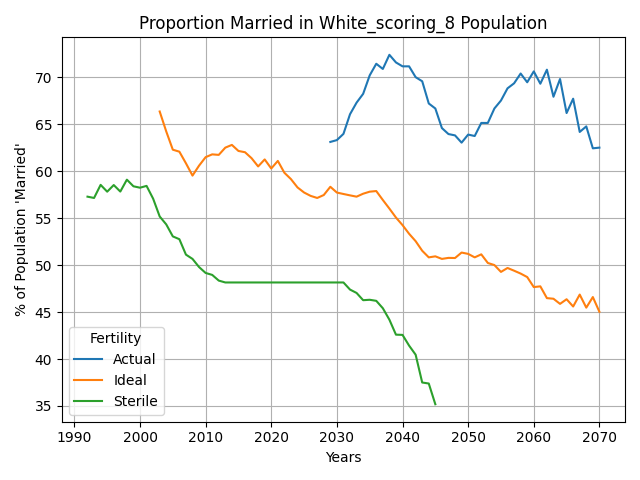 Proportion Married in White_scoring_8 Population
% of Population 'Married'
70
65
60
55
50
45
40
35
Fertility
Actual
Ideal
Sterile
1990 2000 2010 2020 2030 2040 2050 2060 2070
Years